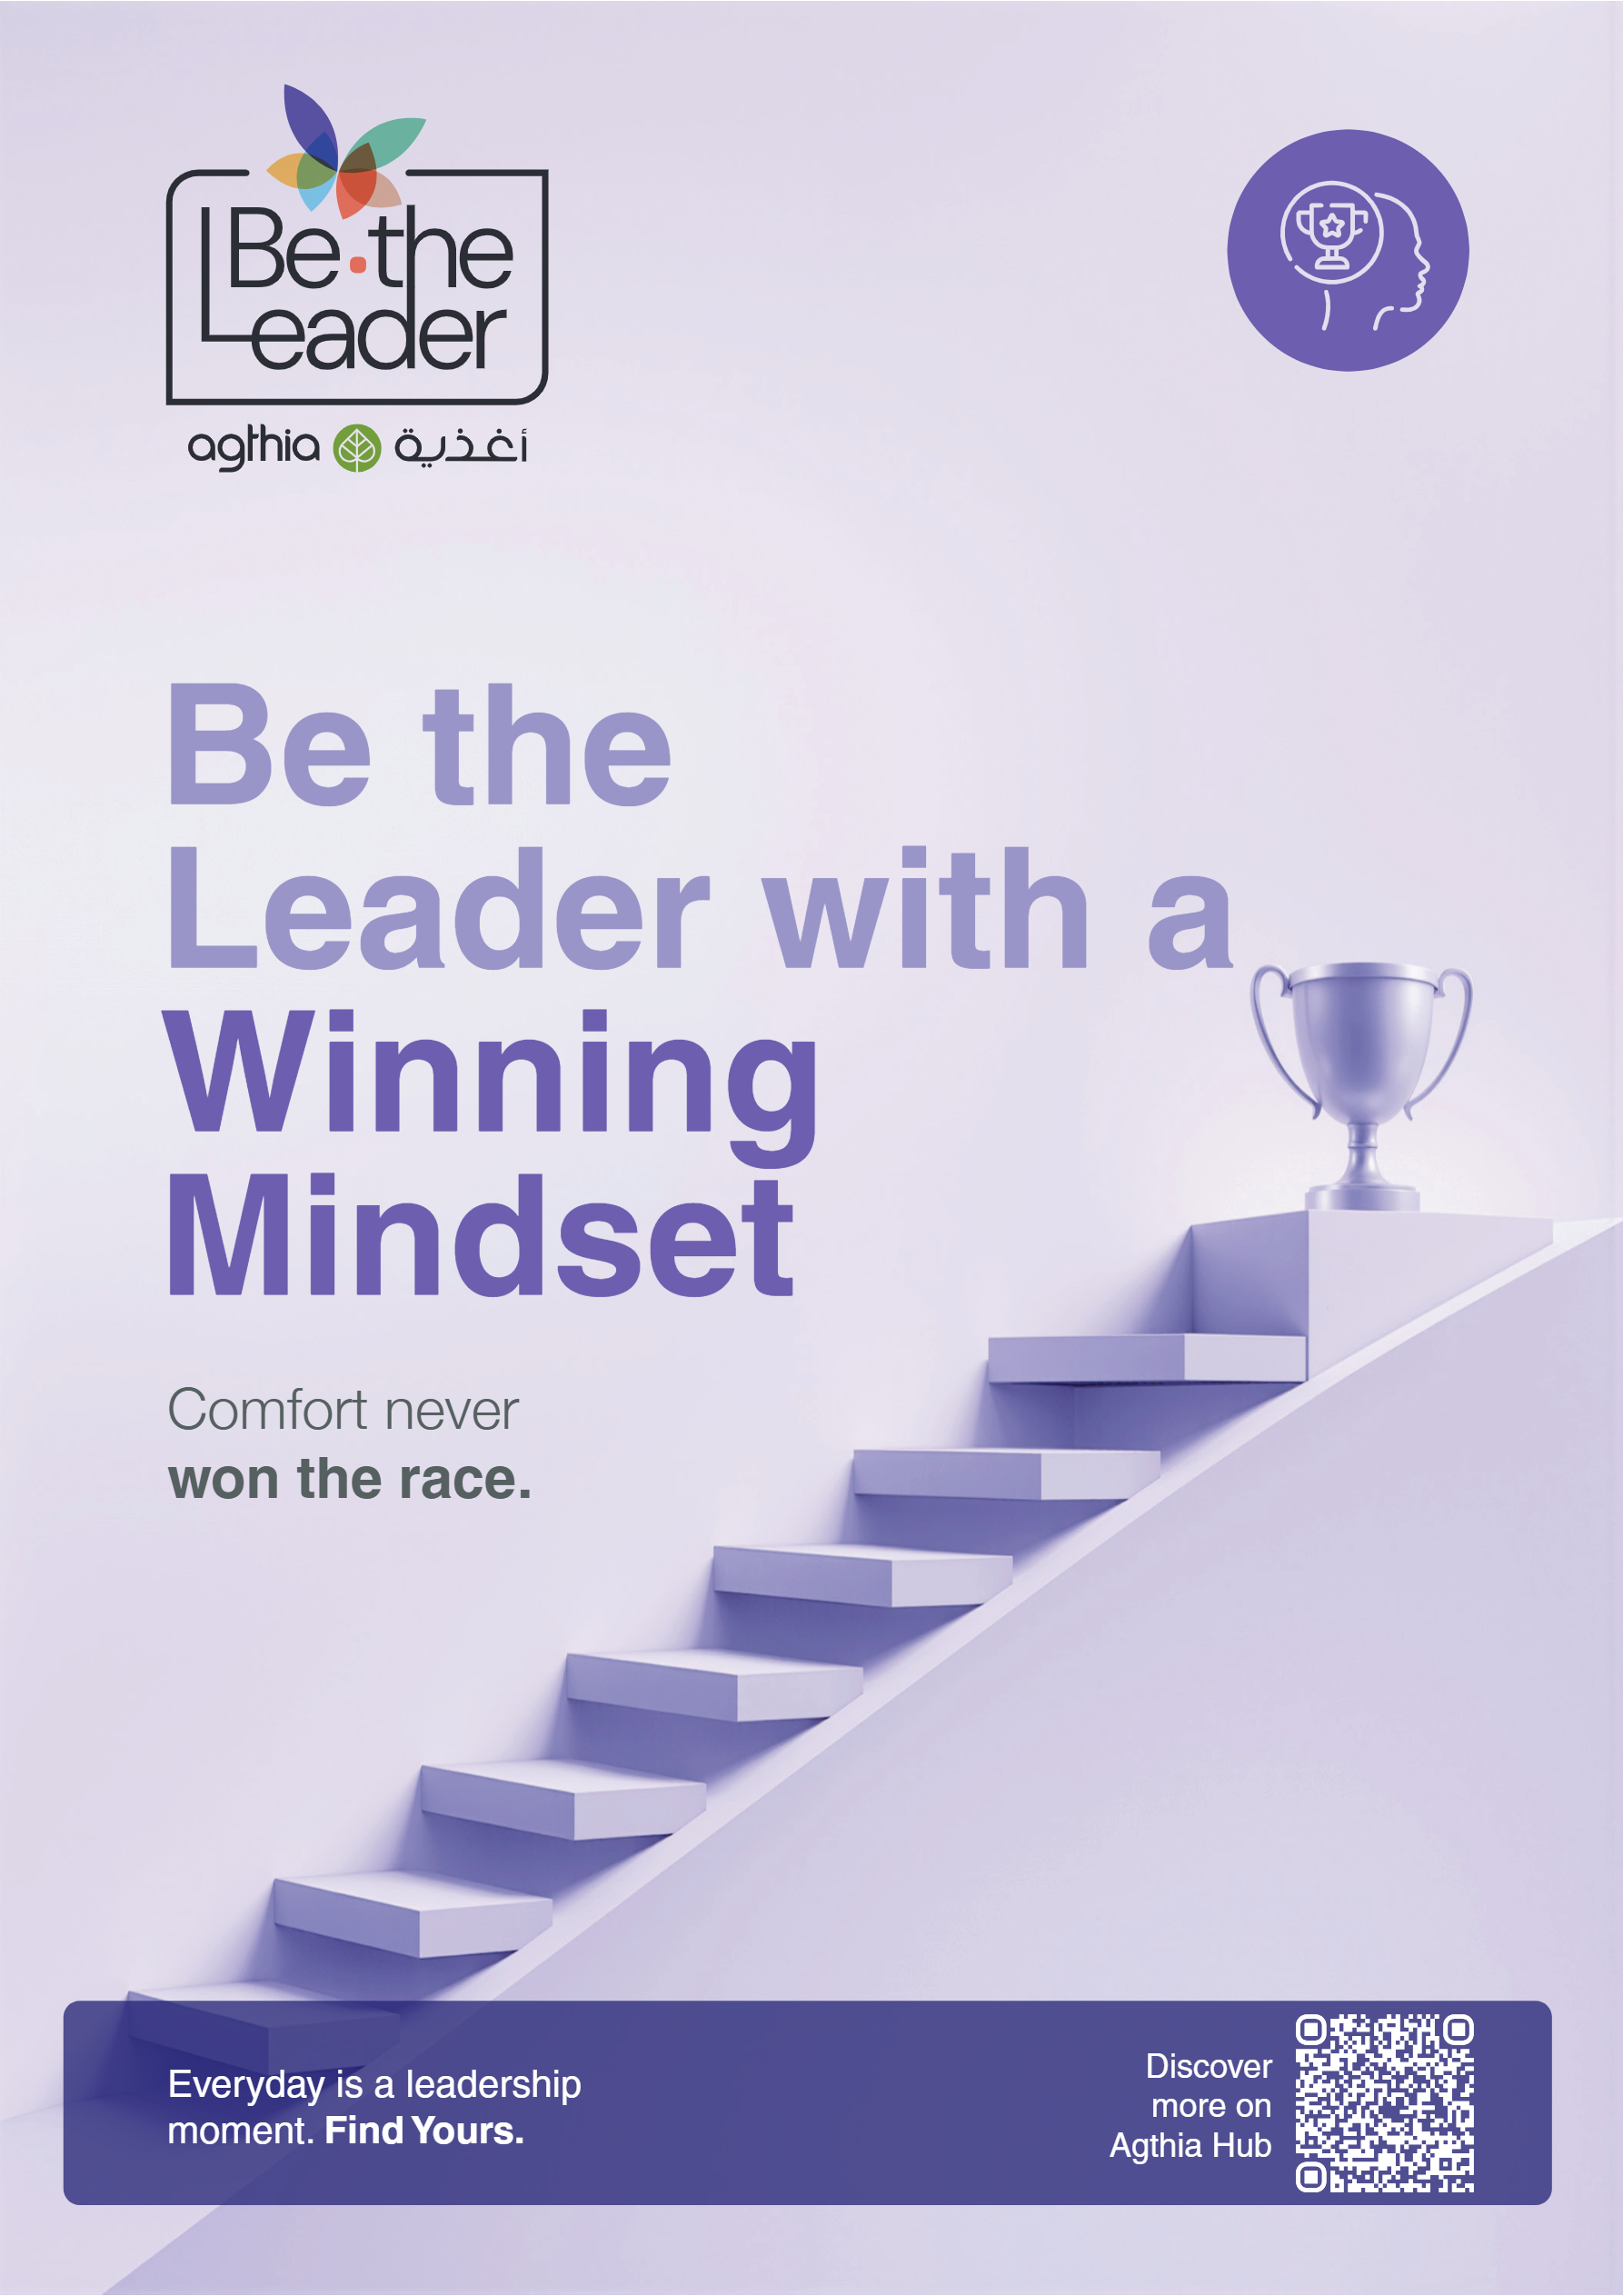 Be the
Leader
agthia أغذية
Be the
Leader with a
Winning
Mindset
Comfort never
won the race.
Everyday is a leadership
moment. Find Yours.
Discover
more on
Agthia Hub